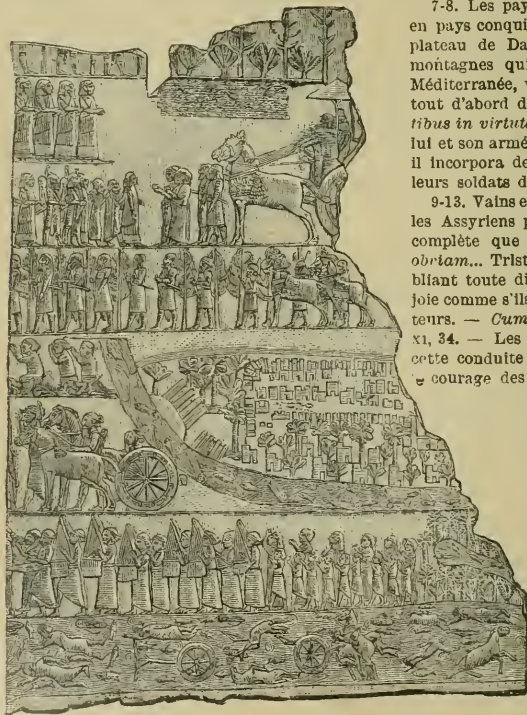 7-8. Les pay
en pays conqui
plateau de Da
montagnes qu
Méditerranée, v
tout d'abord d
tibus in virtute
lui et son armé
il incorpora de
leurs soldats d
9-13. Vains e
les Assyriens p
complète que
obviam... Trist
bliant toute di
joie comme s'ils
teurs. — Cum
XI, 34. — Les
cette conduite
courage des